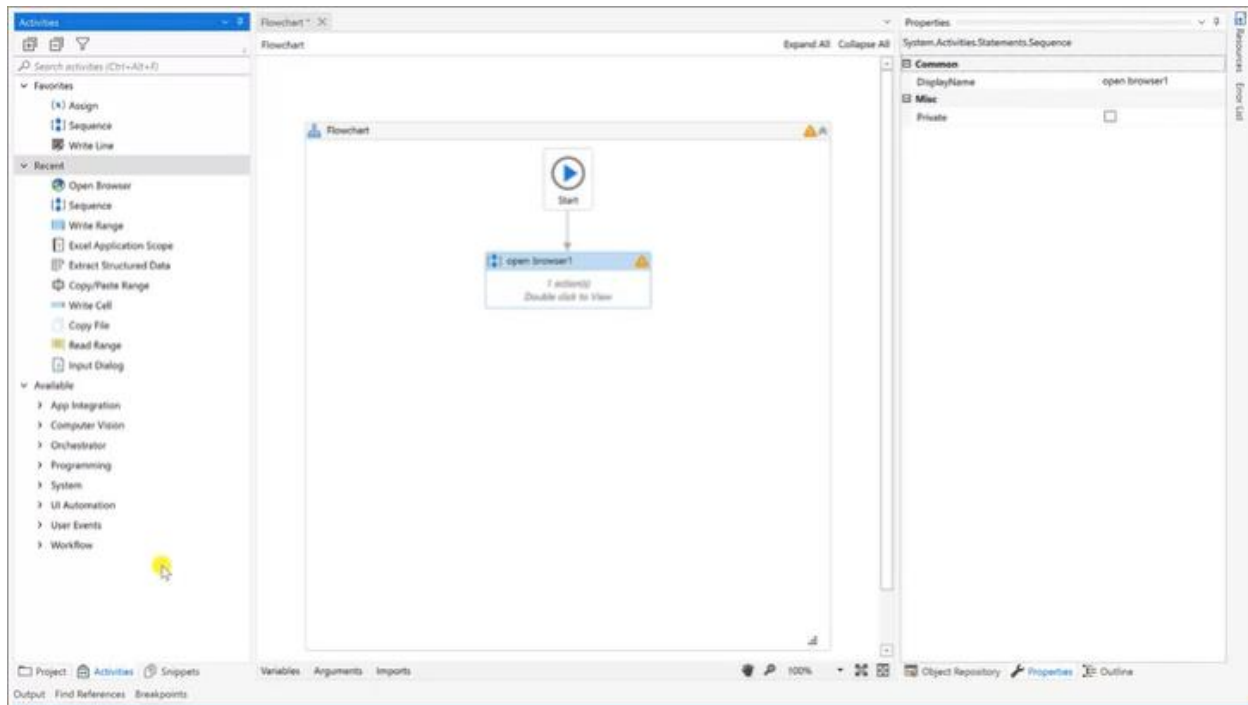 Activities
Search activities (Ctrl+Alt+F)
Favorites
Assign
Sequence
Write Line
Recent
Open Browser
Sequence
Write Range
Excel Application Scope
Extract Structured Data
Copy/Paste Range
Write Cell
Copy File
Read Range
Input Dialog
Available
App Integration
Computer Vision
Orchestrator
Programming
System
UI Automation
User Events
Workflow
Project Activities Snippets
Output Find References Breakpoints
Flowchart *
Flowchart Expand All Collapse All
Flowchart
Start
open browser1
1 action(s)
Double click to View
Variables Arguments Imports 100%
Properties
System.Activities.Statements.Sequence
Common
DisplayName open browser1
Misc
Private
Object Repository Properties Outline
Resources
Error List